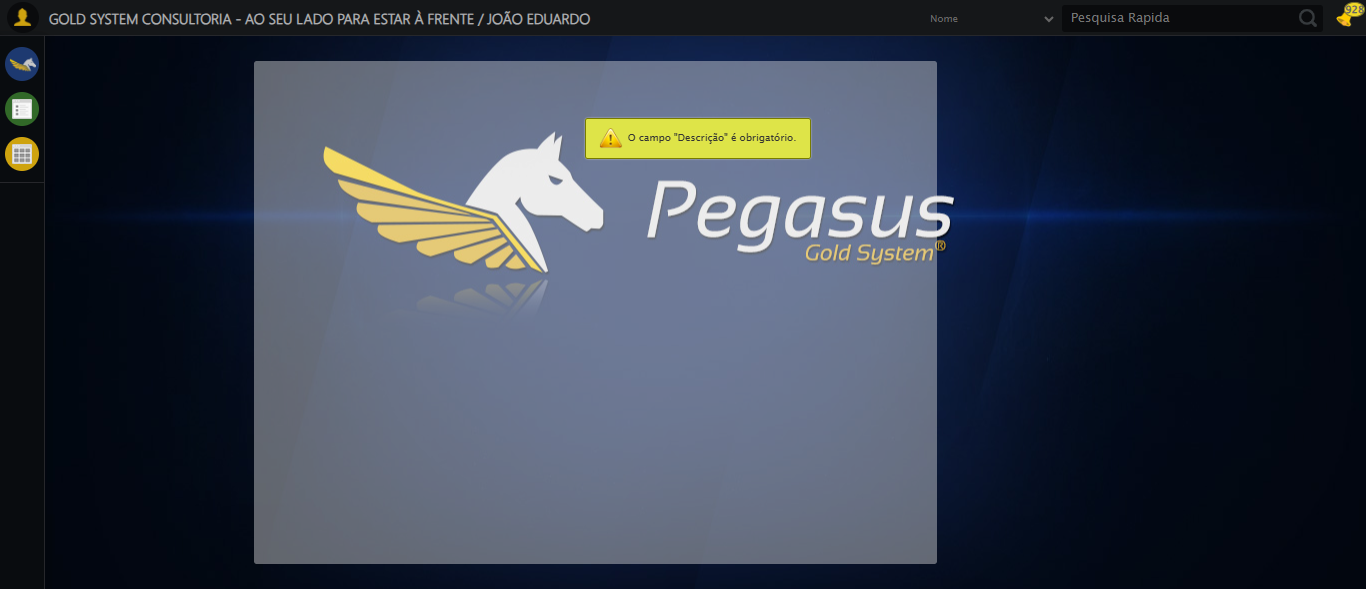 GOLD SYSTEM CONSULTORIA - AO SEU LADO PARA ESTAR À FRENTE / JOÃO EDUARDO
Nome
Pesquisa Rapida
928
O campo "Descrição" é obrigatório.
Pegasus
Gold System®